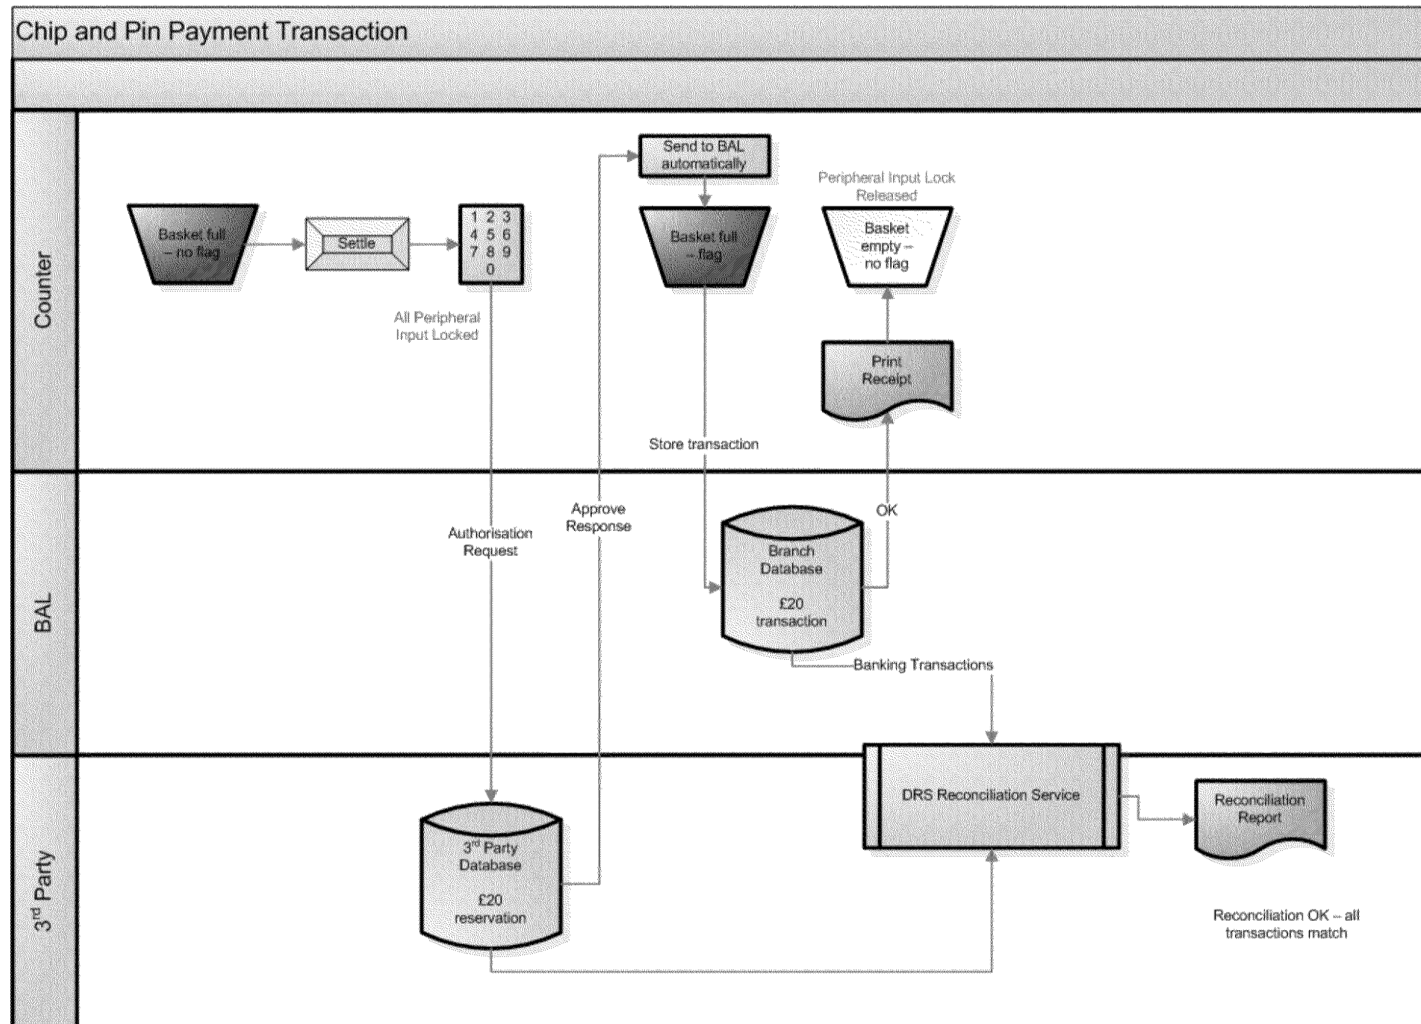 Chip and Pin Payment Transaction
Counter
Basket full
– no flag
Settle
1 2 3
4 5 6
7 8 9
0
All Peripheral
Input Locked
Send to BAL
automatically
Basket full
– flag
Peripheral Input Lock
Released
Basket
empty –
no flag
Print
Receipt
Store transaction
BAL
Authorisation
Request
Approve
Response
Branch
Database
£20
transaction
OK
Banking Transactions
3rd Party
3rd Party
Database
£20
reservation
DRS Reconciliation Service
Reconciliation
Report
Reconciliation OK – all
transactions match